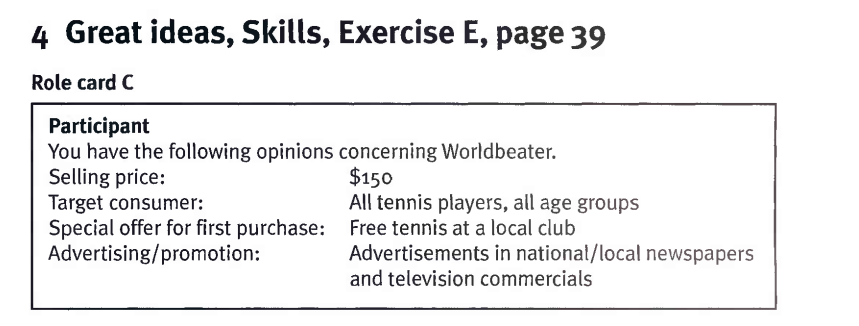 4 Great ideas, Skills, Exercise E, page 39
Role card C
Participant
You have the following opinions concerning Worldbeater.
Selling price: $150
Target consumer: All tennis players, all age groups
Special offer for first purchase: Free tennis at a local club
Advertising/promotion: Advertisements in national/local newspapers
and television commercials